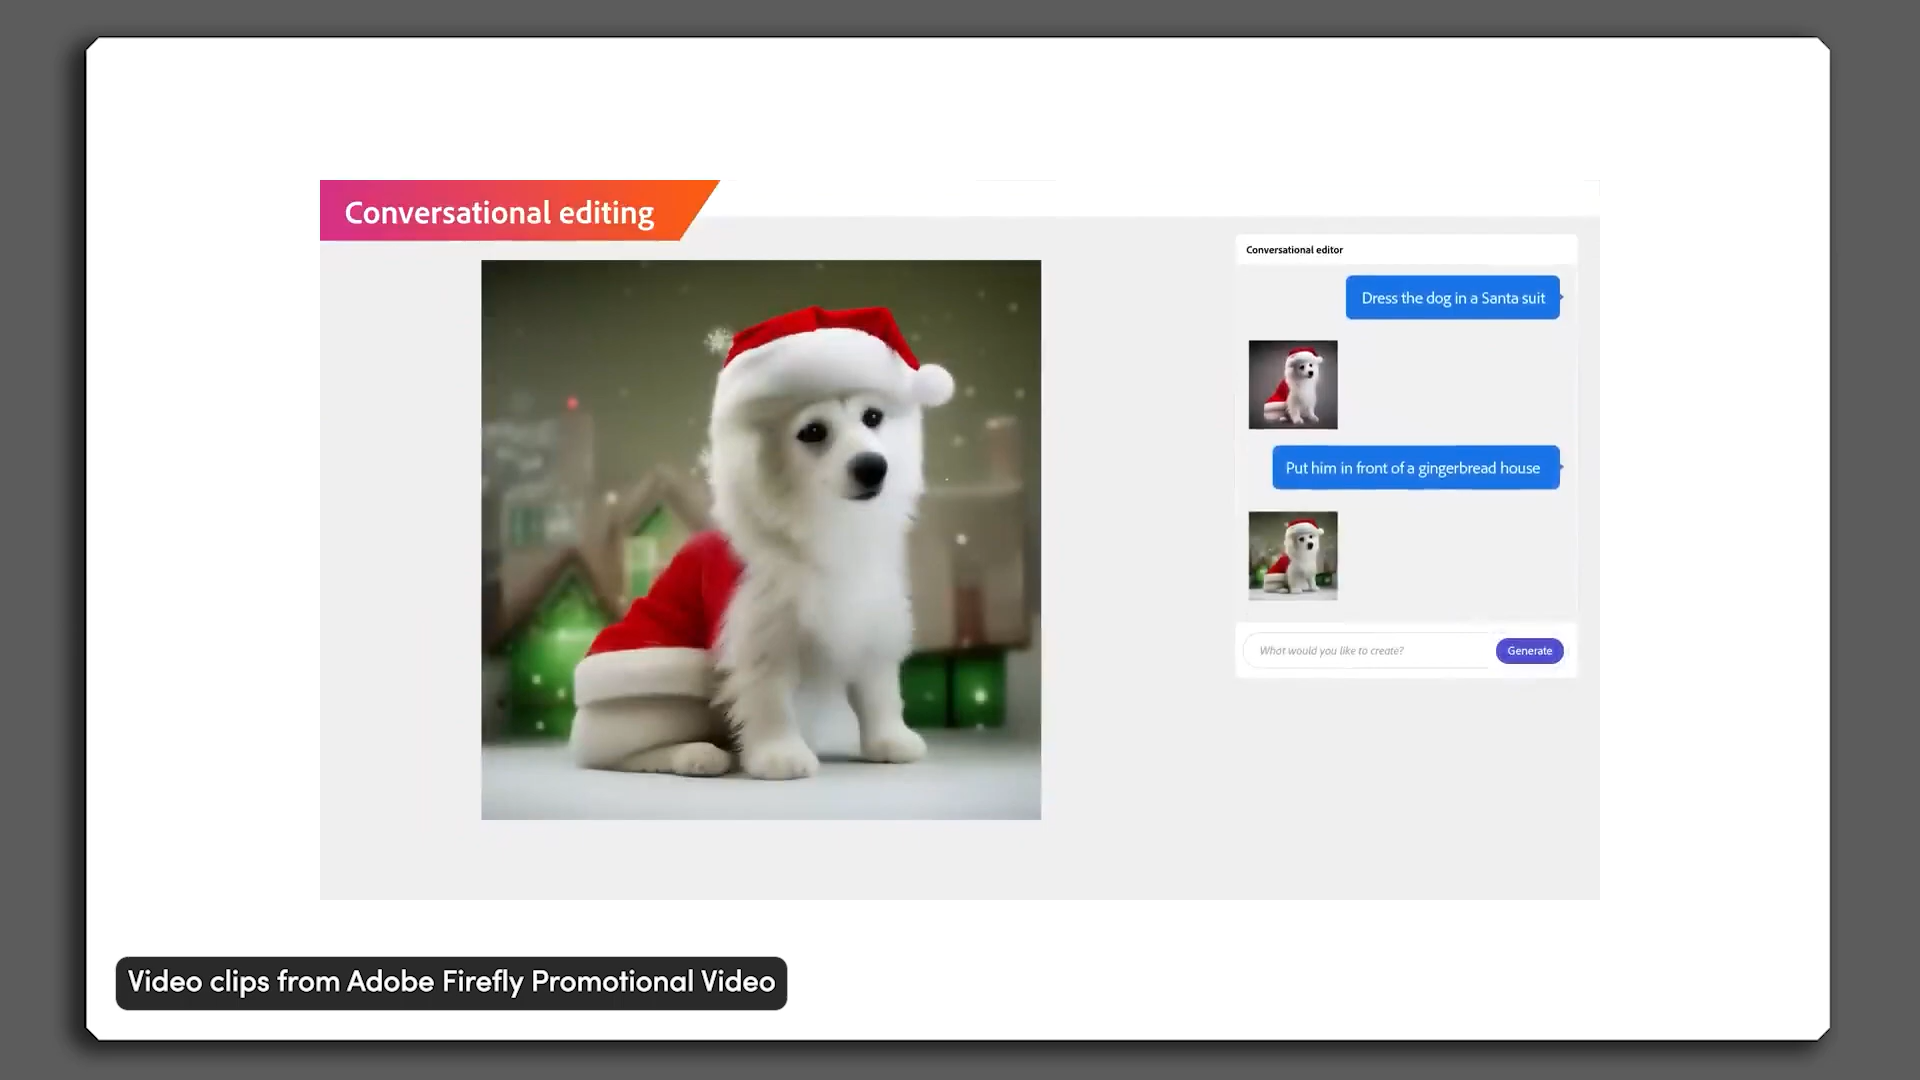 Conversational editing
Conversational editor
Dress the dog in a Santa suit
Put him in front of a gingerbread house
What would you like to create?
Generate
Video clips from Adobe Firefly Promotional Video